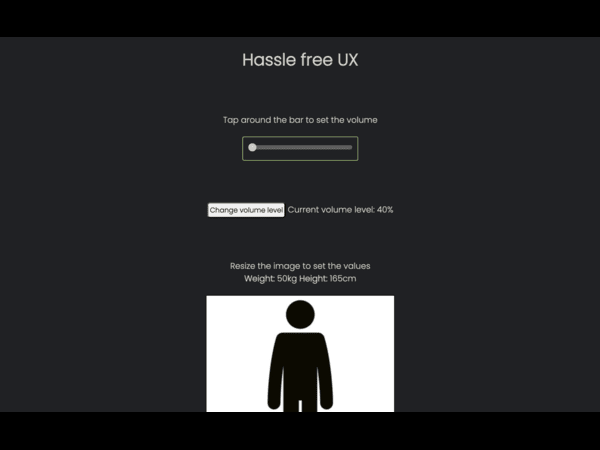 Hassle free UX
Tap around the bar to set the volume
Change volume level Current volume level: 40%
Resize the image to set the values
Weight: 50kg Height: 165cm